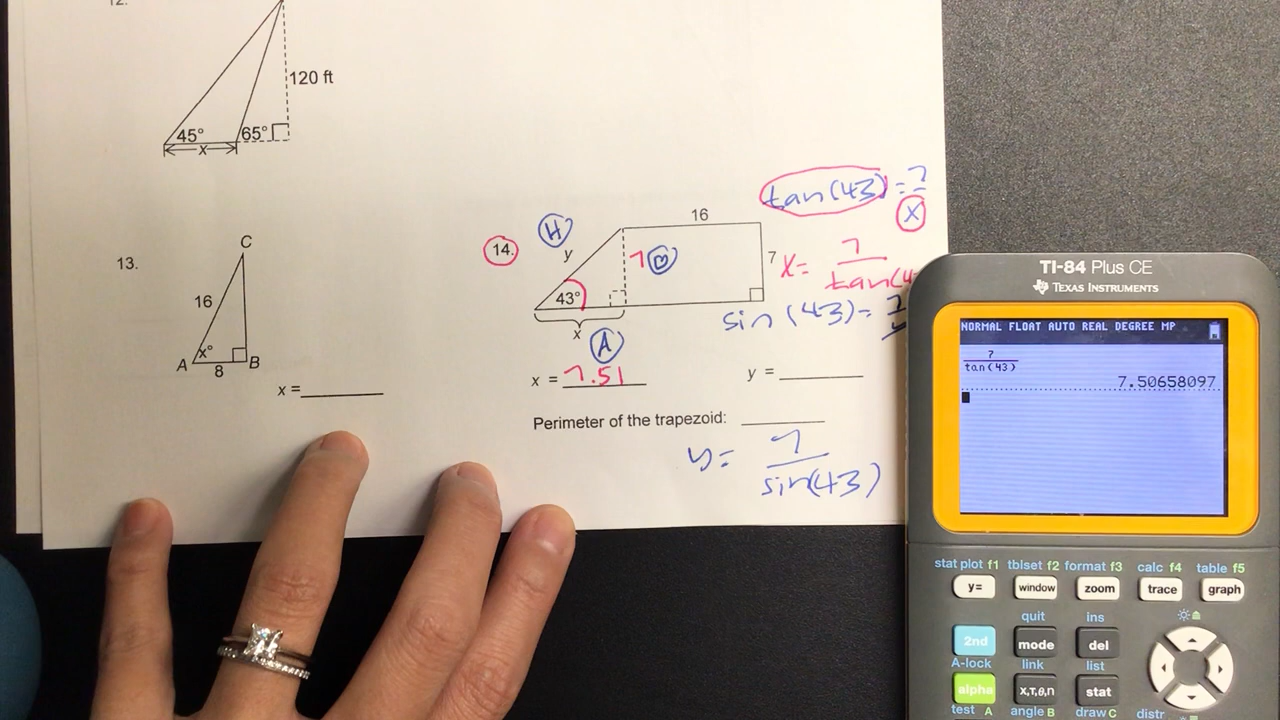 12.
120 ft
45°
65°
x
13.
C
16
x°
A
8
B
x =
14.
H
y
16
7
B
7
43°
x
A
x = 7.51
y =
Perimeter of the trapezoid:
y = 7/sin(43)
tan(43) = 7/x
x = 7/tan(4
sin(43) = 7/
TI-84 Plus CE
TEXAS INSTRUMENTS
NORMAL FLOAT AUTO REAL DEGREE MP
7/tan(43)
7.50658097
stat plot f1 tblset f2 format f3 calc f4 table f5
y= window zoom trace graph
quit ins
2nd mode del
A-lock link list
alpha X,T,θ,n stat
test A angle B draw C distr